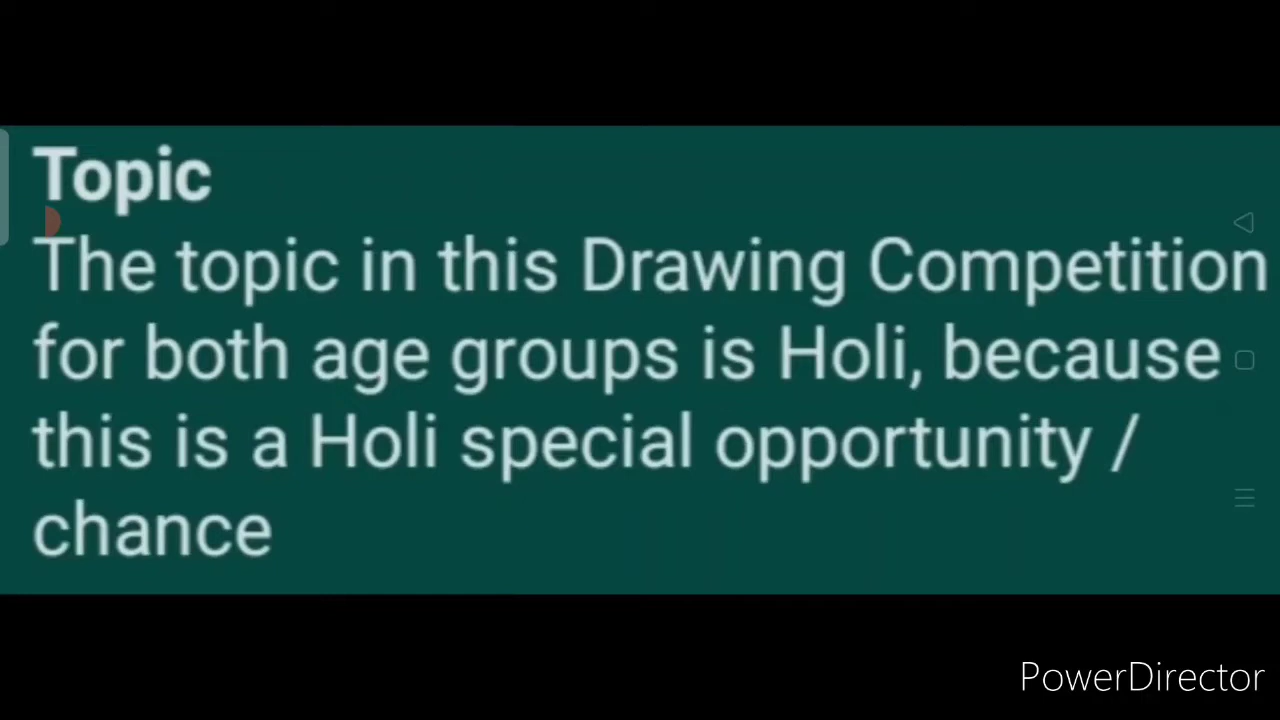 Topic
The topic in this Drawing Competition
for both age groups is Holi, because
this is a Holi special opportunity /
chance
PowerDirector